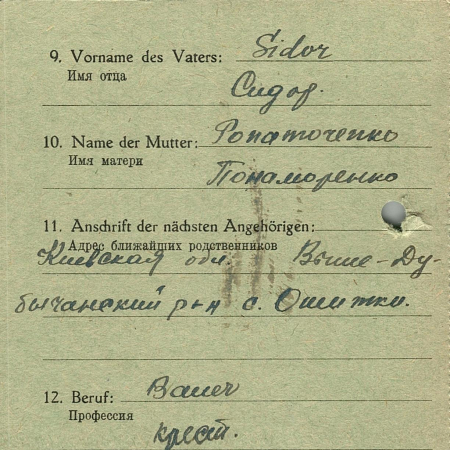 9. Vorname des Vaters: Sidor
Имя отца
Сидор.
10. Name der Mutter: Ponamorenko
Имя матери
Понаморенко
11. Anschrift der nächsten Angehörigen:
Адрес ближайших родственников
Киевская обл. Выше-Ду-
бычанский р-н с. Ошитки.
12. Beruf: Bauer
Профессия
крест.